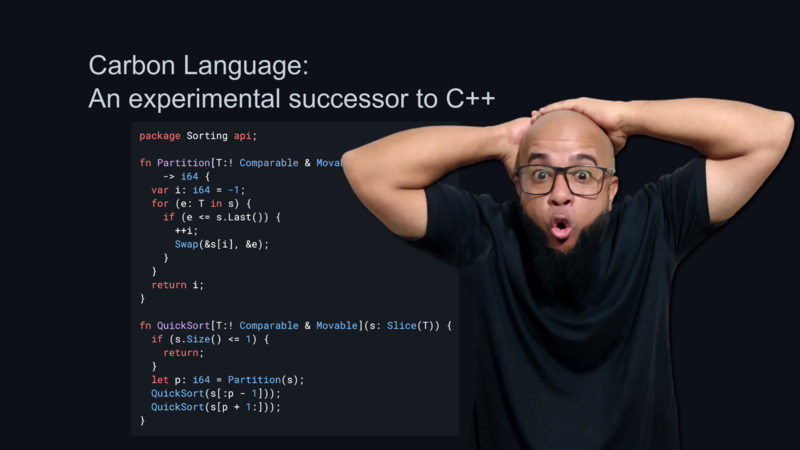 Carbon Language:
An experimental successor to C++
package Sorting api;
fn Partition[T:! Comparable & Mova
-> i64 {
var i: i64 = -1;
for (e: T in s) {
if (e <= s.Last()) {
++i;
Swap(&s[i], &e);
}
}
return i;
}
fn QuickSort[T:! Comparable & Movable](s: Slice(T)) {
if (s.Size() <= 1) {
return;
}
let p: i64 = Partition(s);
QuickSort(s[:p - 1]));
QuickSort(s[p + 1:]));
}